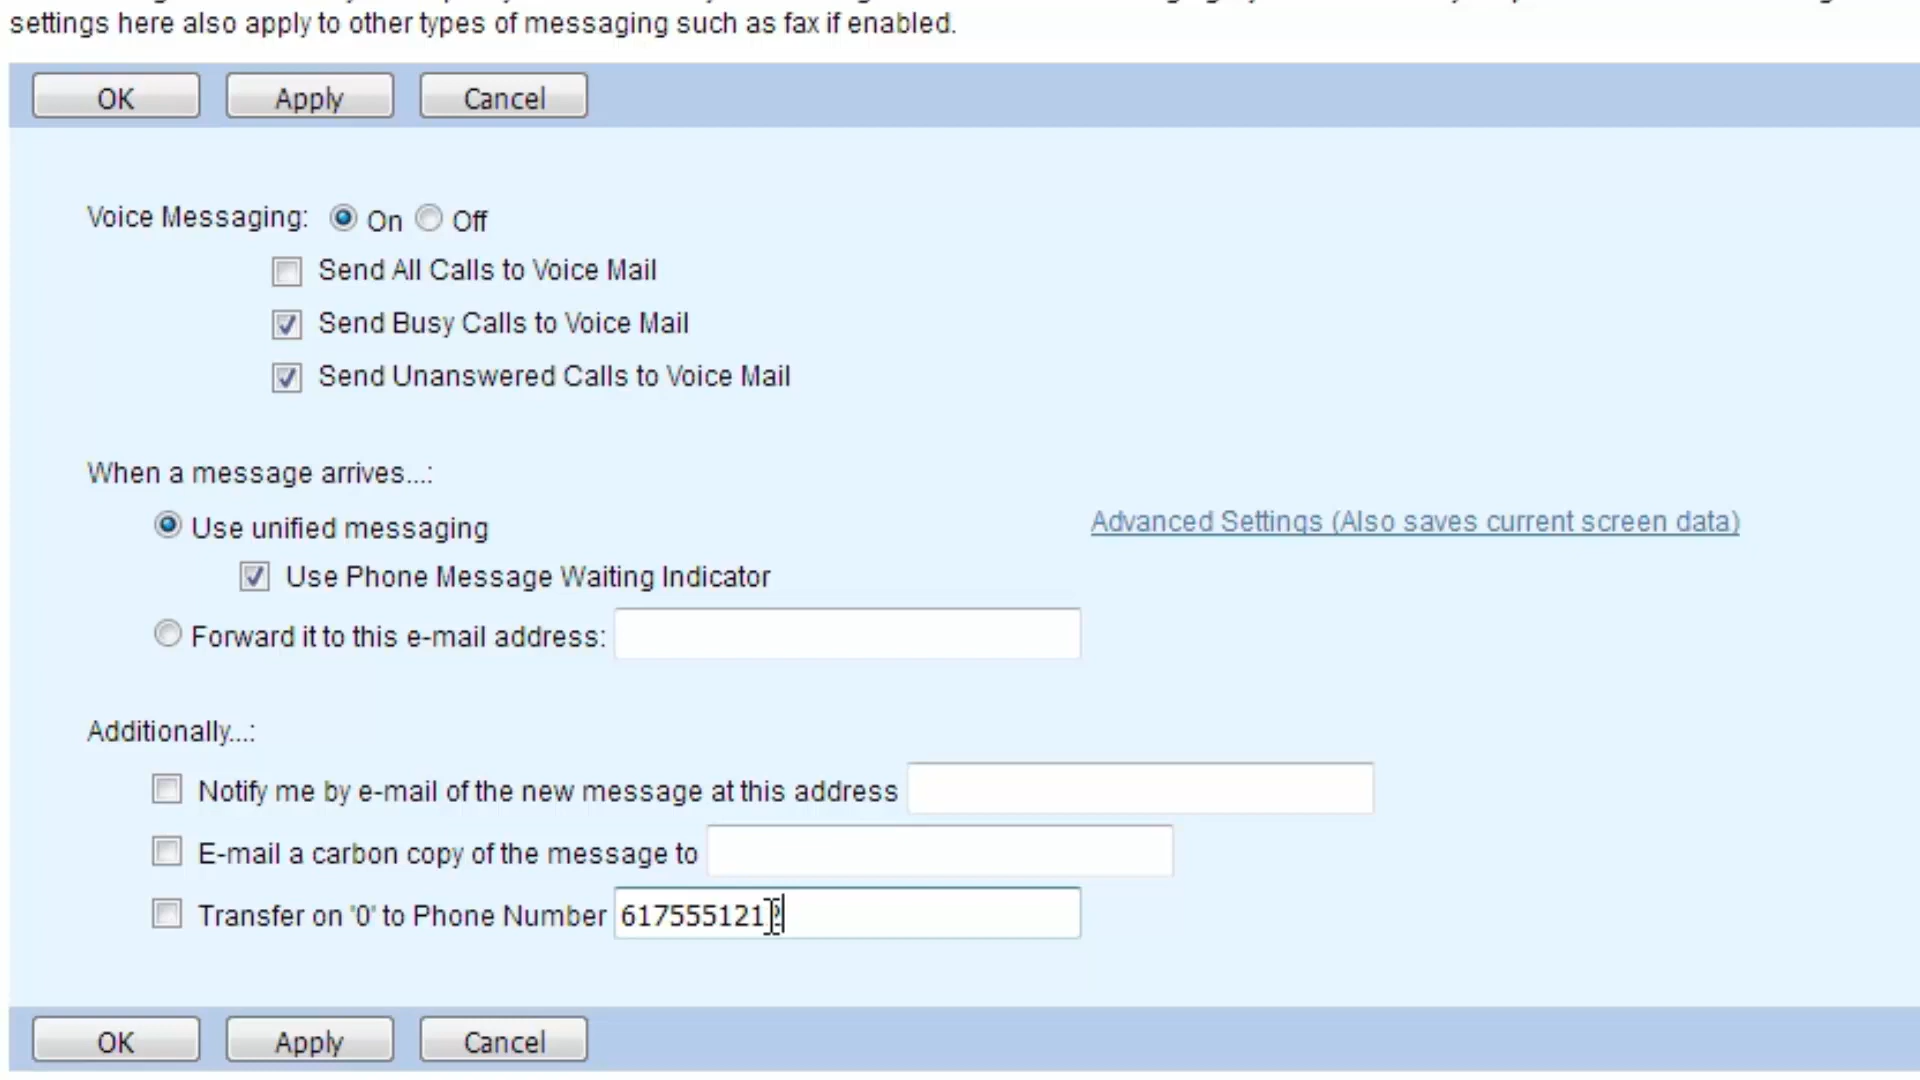 settings here also apply to other types of messaging such as fax if enabled.
OK Apply Cancel
Voice Messaging: On Off
Send All Calls to Voice Mail
Send Busy Calls to Voice Mail
Send Unanswered Calls to Voice Mail
When a message arrives...:
Use unified messaging
Advanced Settings (Also saves current screen data)
Use Phone Message Waiting Indicator
Forward it to this e-mail address:
Additionally...:
Notify me by e-mail of the new message at this address
E-mail a carbon copy of the message to
Transfer on '0' to Phone Number 617555121
OK Apply Cancel